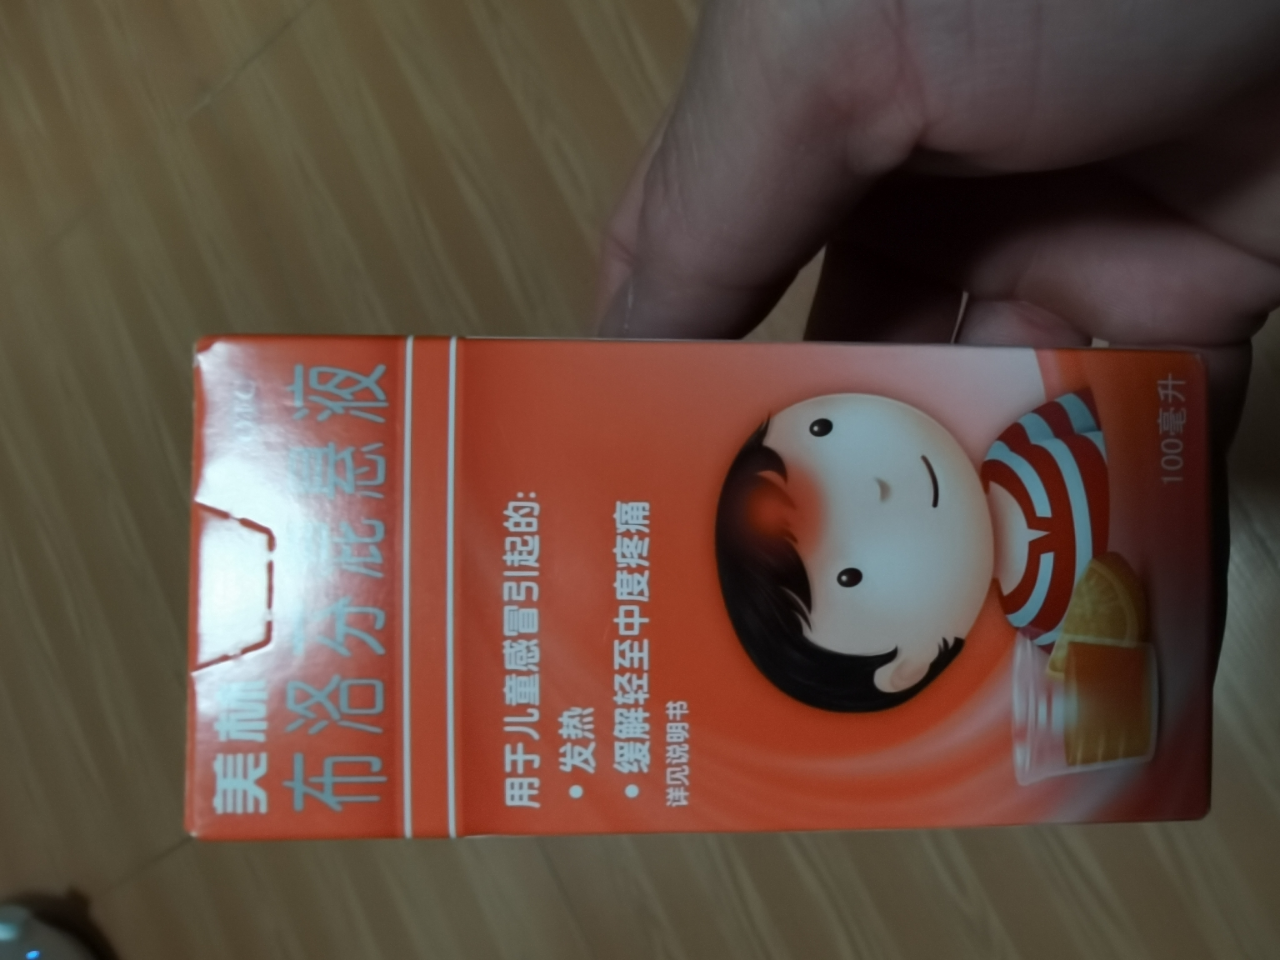 美林
布洛芬混悬液
用于儿童感冒引起的:
• 发热
• 缓解轻至中度疼痛
详见说明书
100毫升